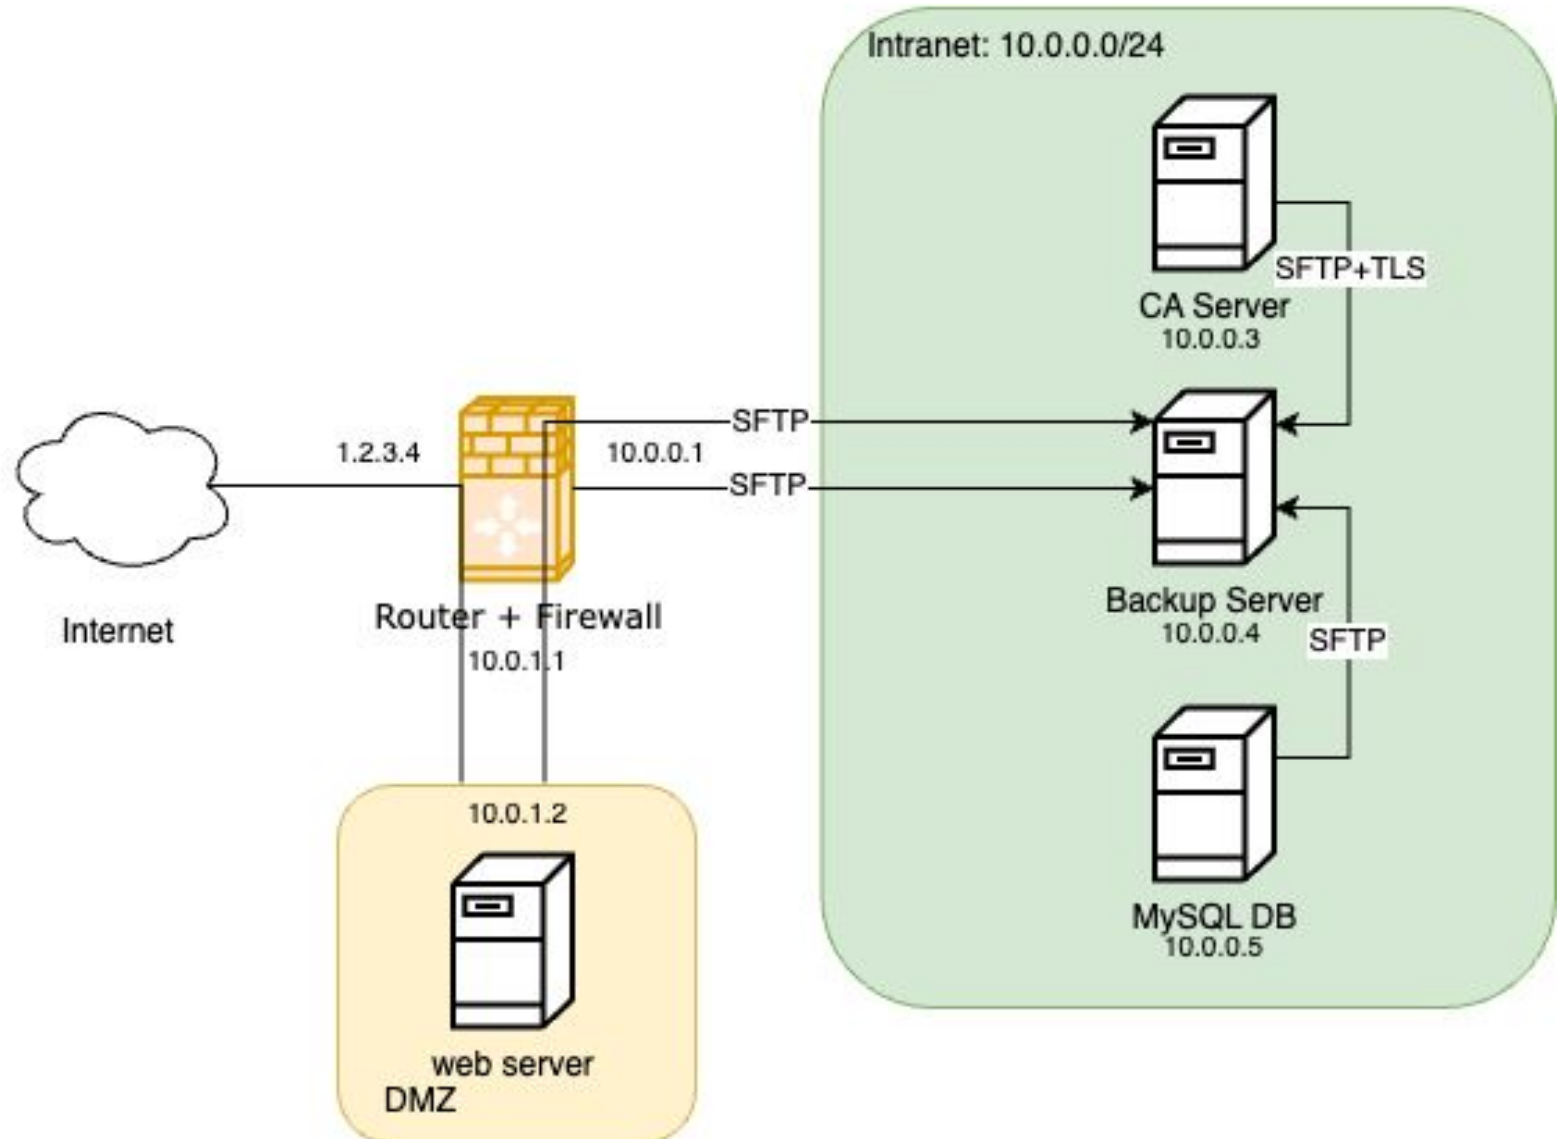 Intranet: 10.0.0.0/24
SFTP+TLS
CA Server
10.0.0.3
SFTP
1.2.3.4
10.0.0.1
SFTP
Backup Server
10.0.0.4
SFTP
Router + Firewall
10.0.1.1
Internet
10.0.1.2
MySQL DB
10.0.0.5
web server
DMZ